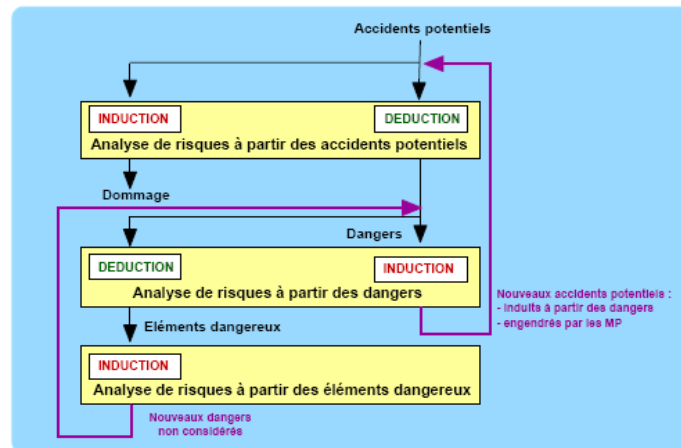 Accidents potentiels
INDUCTION
DEDUCTION
Analyse de risques à partir des accidents potentiels
Dommage
Dangers
DEDUCTION
INDUCTION
Analyse de risques à partir des dangers
Nouveaux accidents potentiels :
- induits à partir des dangers
- engendrés par les MP
Eléments dangereux
INDUCTION
Analyse de risques à partir des éléments dangereux
Nouveaux dangers
non considérés